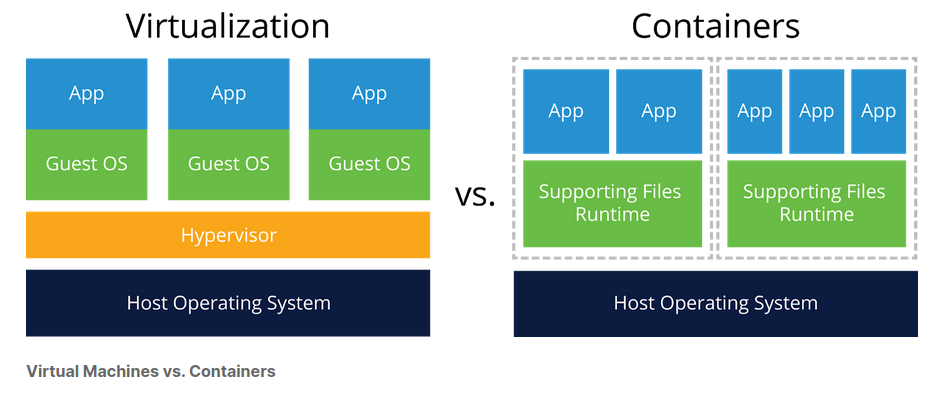 Virtualization
App
App
App
Guest OS
Guest OS
Guest OS
Hypervisor
Host Operating System
vs.
Containers
App
App
Supporting Files
Runtime
App
App
App
Supporting Files
Runtime
Host Operating System
Virtual Machines vs. Containers